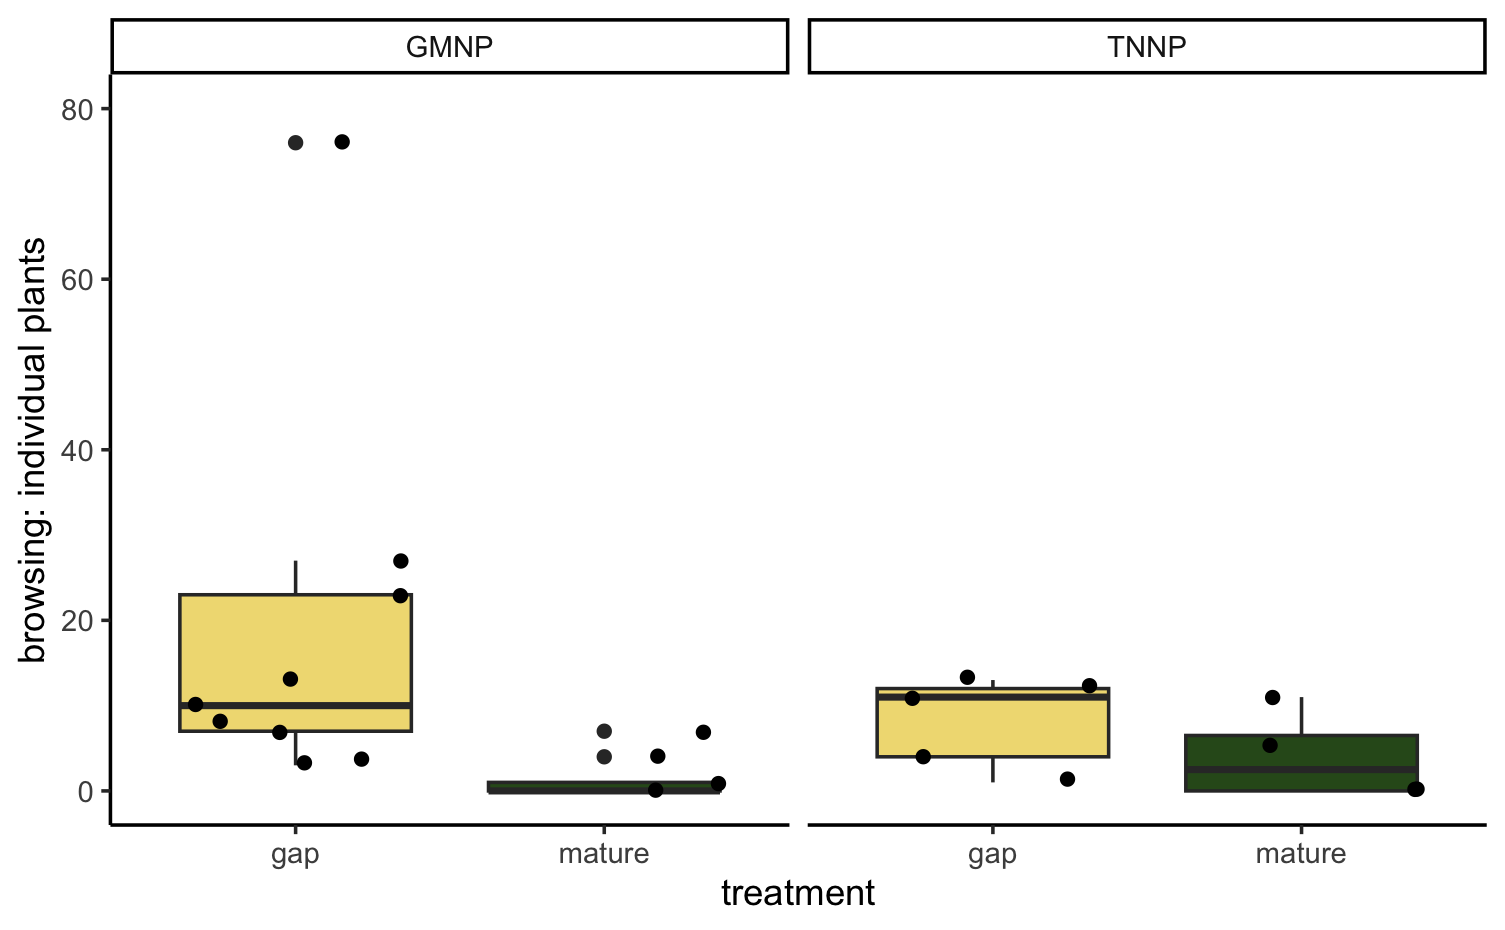 GMNP
TNNP
browsing: individual plants
80
60
40
20
0
gap
mature
gap
mature
treatment